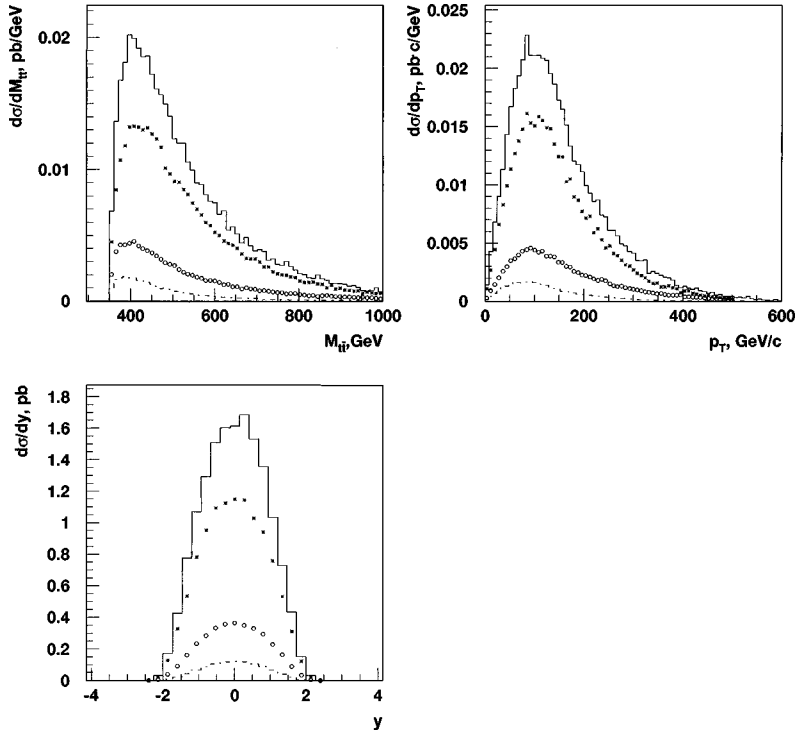 dσ/dM_tt̄, pb/GeV
0.02
0.01
0
400 600 800 1000
M_tt̄,GeV
dσ/dp_T, pb·c/GeV
0.025
0.02
0.015
0.01
0.005
0
0 200 400 600
p_T, GeV/c
dσ/dy, pb
1.8
1.6
1.4
1.2
1
0.8
0.6
0.4
0.2
0
-4 -2 0 2 4
y